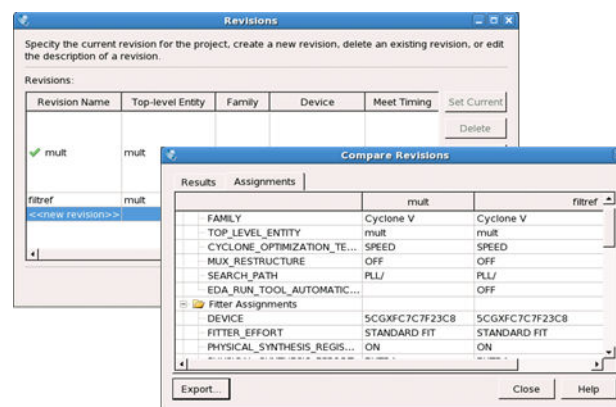 Revisions
Specify the current revision for the project, create a new revision, delete an existing revision, or edit
the description of a revision.
Revisions:
Revision Name Top-level Entity Family Device Meet Timing Set Current
Delete
mult mult
filtref mult
<<new revision>>
Compare Revisions
Results Assignments
mult filtref
FAMILY Cyclone V Cyclone V
TOP_LEVEL_ENTITY mult mult
CYCLONE_OPTIMIZATION_TE... SPEED SPEED
MUX_RESTRUCTURE OFF OFF
SEARCH_PATH PLL/ PLL/
EDA_RUN_TOOL_AUTOMATIC... OFF
Fitter Assignments
DEVICE 5CGXFC7C7F23C8 5CGXFC7C7F23C8
FITTER_EFFORT STANDARD FIT STANDARD FIT
PHYSICAL_SYNTHESIS_REGIS... ON ON
Export... Close Help